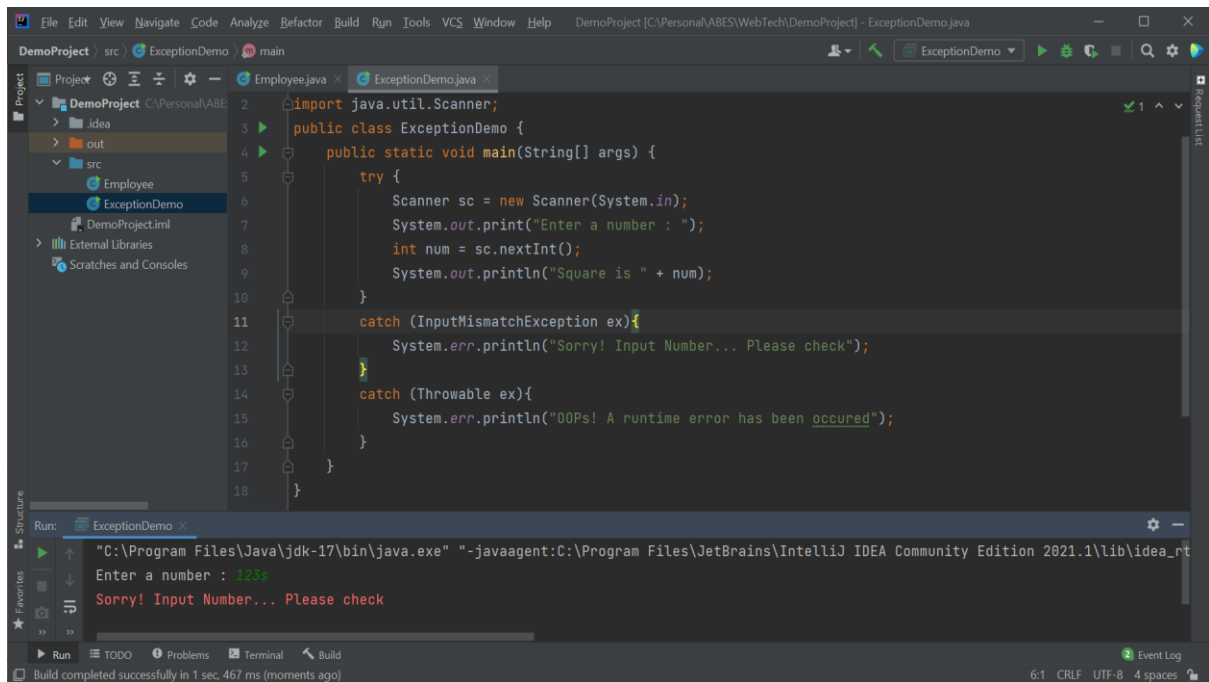 File Edit View Navigate Code Analyze Refactor Build Run Tools VCS Window Help DemoProject [C:\Personal\ABES\WebTech\DemoProject] - ExceptionDemo.java
DemoProject src ExceptionDemo main ExceptionDemo
Project Employee.java ExceptionDemo.java
DemoProject C:\Personal\ABE
.idea
out
src
Employee
ExceptionDemo
DemoProject.iml
External Libraries
Scratches and Consoles
2 import java.util.Scanner;
3 public class ExceptionDemo {
4 public static void main(String[] args) {
5 try {
6 Scanner sc = new Scanner(System.in);
7 System.out.print("Enter a number : ");
8 int num = sc.nextInt();
9 System.out.println("Square is " + num);
10 }
11 catch (InputMismatchException ex){
12 System.err.println("Sorry! Input Number... Please check");
13 }
14 catch (Throwable ex){
15 System.err.println("OOPs! A runtime error has been occured");
16 }
17 }
18 }
1
Project
Request List
Structure
Favorites
Run: ExceptionDemo
"C:\Program Files\Java\jdk-17\bin\java.exe" "-javaagent:C:\Program Files\JetBrains\IntelliJ IDEA Community Edition 2021.1\lib\idea_rt
Enter a number : 123s
Sorry! Input Number... Please check
Run TODO Problems Terminal Build 2 Event Log
Build completed successfully in 1 sec, 467 ms (moments ago) 6:1 CRLF UTF-8 4 spaces